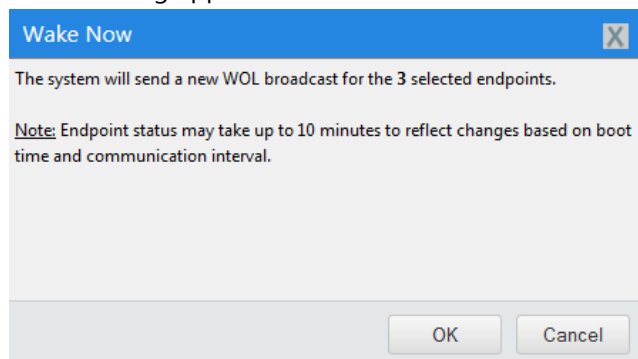 Wake Now
X
The system will send a new WOL broadcast for the 3 selected endpoints.
Note: Endpoint status may take up to 10 minutes to reflect changes based on boot
time and communication interval.
OK
Cancel